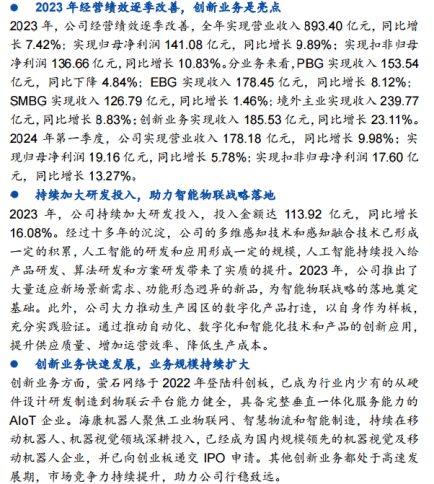 2023 年经营绩效逐季改善，创新业务是亮点
2023 年，公司经营绩效逐季改善，全年实现营业收入 893.40 亿元，同比增
长 7.42%；实现归母净利润 141.08 亿元，同比增长 9.89%；实现扣非归母
净利润 136.66 亿元，同比增长 10.83%。分业务来看，PBG 实现收入 153.54
亿元，同比下降 4.84%；EBG 实现收入 178.45 亿元，同比增长 8.12%；
SMBG 实现收入 126.79 亿元，同比增长 1.46%；境外主业实现收入 239.77
亿元，同比增长 8.83%；创新业务实现收入 185.53 亿元，同比增长 23.11%。
2024 年第一季度，公司实现营业收入 178.18 亿元，同比增长 9.98%；实
现归母净利润 19.16 亿元，同比增长 5.78%；实现扣非归母净利润 17.60 亿
元，同比增长 13.27%。
持续加大研发投入，助力智能物联战略落地
2023 年，公司持续加大研发投入，投入金额达 113.92 亿元，同比增长
16.08%。经过十多年的沉淀，公司的多维感知技术和感知融合技术已形成
一定的积累，人工智能的研发和应用形成一定的规模，人工智能持续投入给
产品研发、算法研发和方案研发带来了实质的提升。2023 年，公司推出了
大量适应新场景新需求、功能形态迥异的新品，为智能物联战略的落地奠定
基础。此外，公司大力推动生产园区的数字化产品打造，以自身作为样板，
充分实践验证。通过推动自动化、数字化和智能化技术和产品的创新应用，
提升供应质量、增加运营效率、降低生产成本。
创新业务快速发展，业务规模持续扩大
创新业务方面，萤石网络于 2022 年登陆科创板，已成为行业内少有的从硬
件设计研发制造到物联云平台能力健全，具备完整垂直一体化服务能力的
AIoT 企业。海康机器人聚焦工业物联网、智慧物流和智能制造，持续在移
动机器人、机器视觉领域深耕投入，已经成为国内规模领先的机器视觉及移
动机器人企业，并已向创业板递交 IPO 申请。其他创新业务都处于高速发
展期，市场竞争力持续提升，助力公司行稳致远。